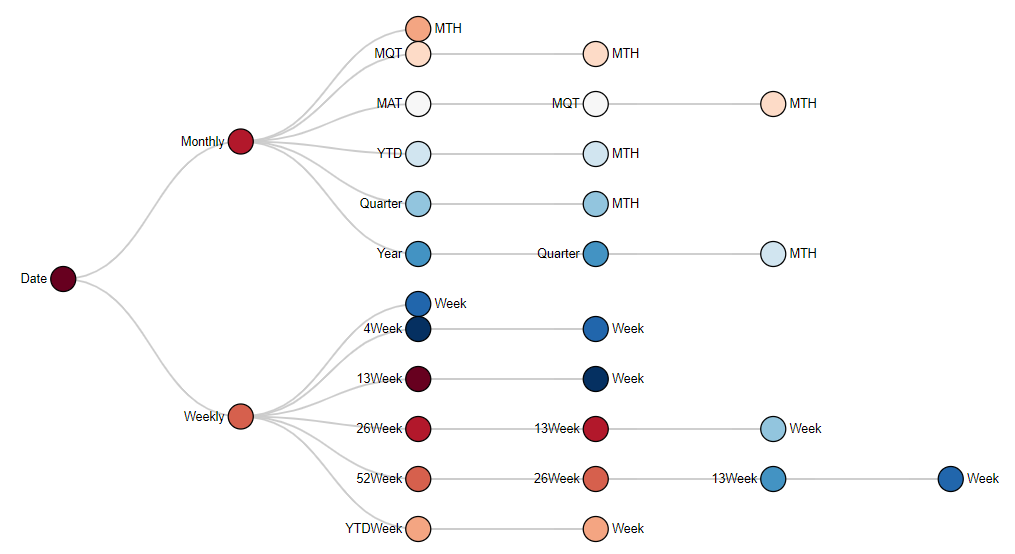 MTH
MQT MTH
MAT MQT MTH
Monthly
YTD MTH
Quarter MTH
Year Quarter MTH
Date
Week
4Week Week
13Week Week
Weekly
26Week 13Week Week
52Week 26Week 13Week Week
YTDWeek Week